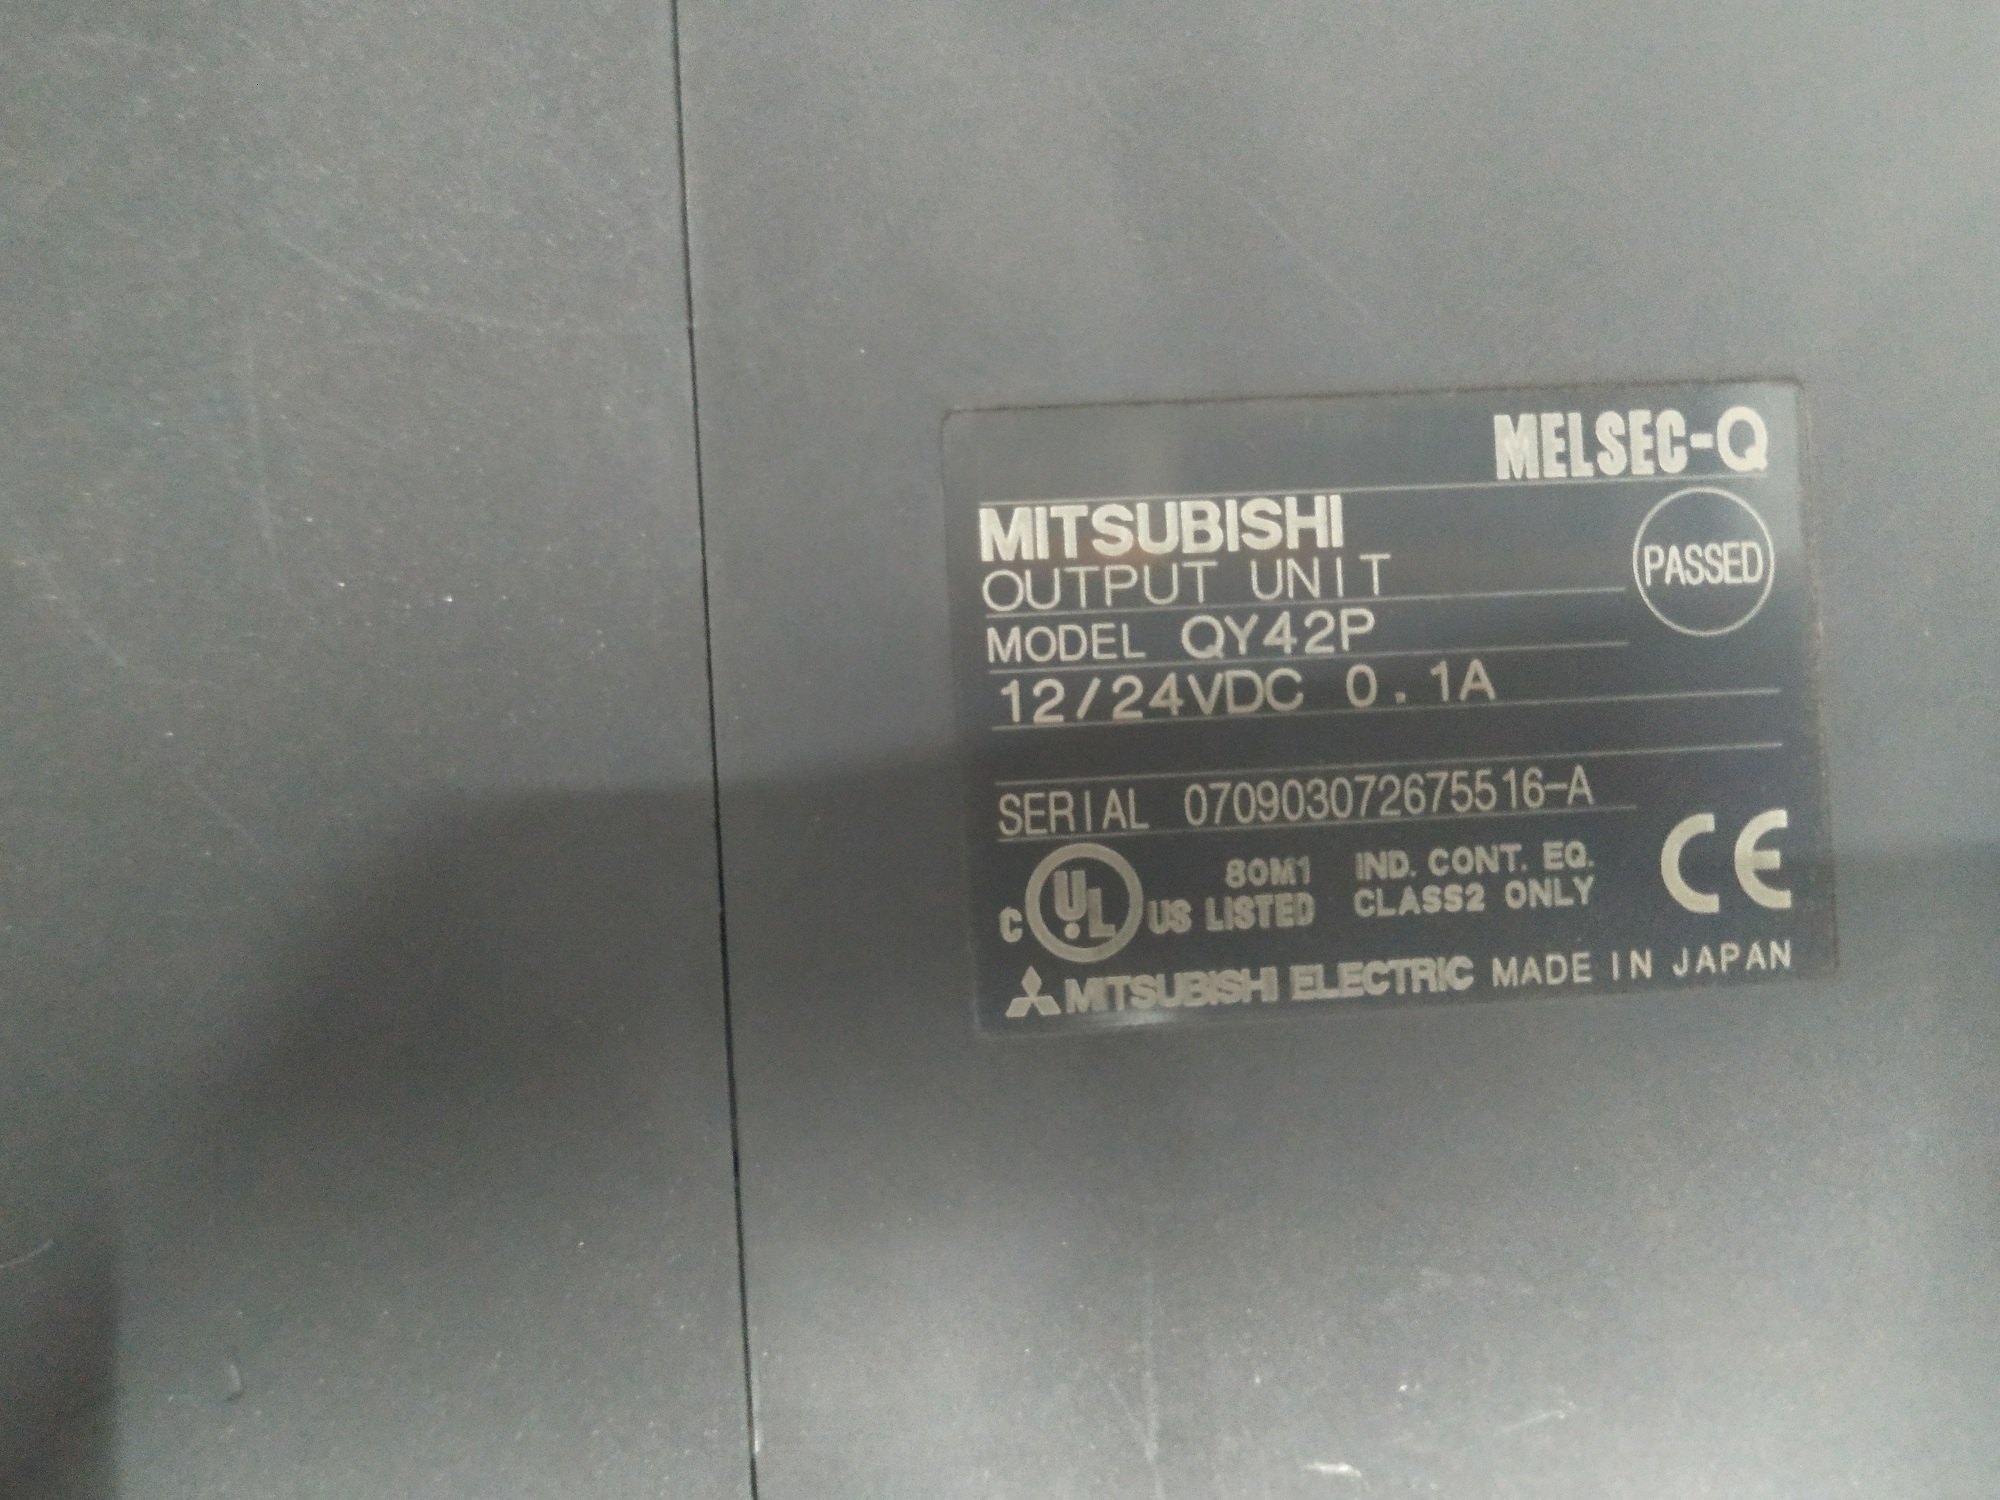 MELSEC-Q
MITSUBISHI
OUTPUT UNIT
PASSED
MODEL QY42P
12/24VDC 0.1A
SERIAL 070903072675516-A
C UL US LISTED 80M1 IND. CONT. EQ.
CLASS2 ONLY
CE
MITSUBISHI ELECTRIC MADE IN JAPAN